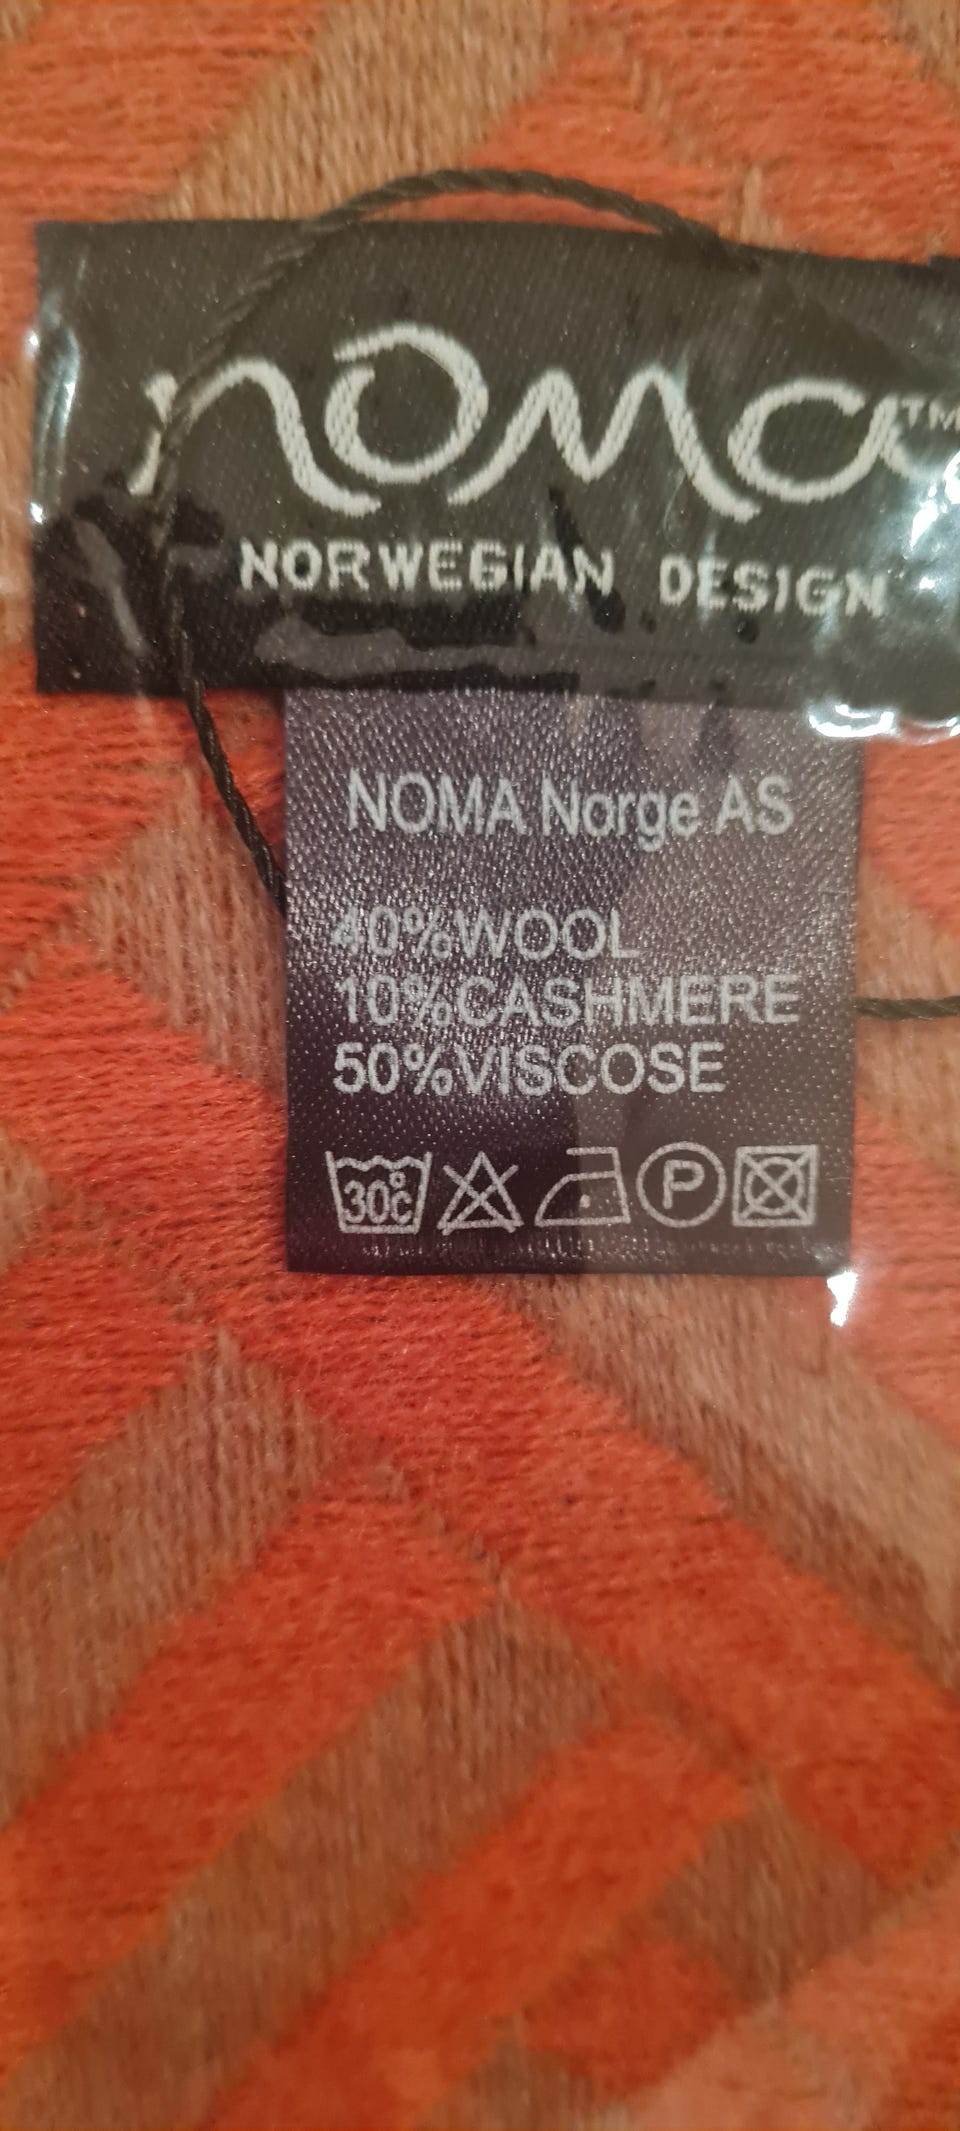 noma™
NORWEGIAN DESIGN
NOMA Norge AS
40%WOOL
10%CASHMERE
50%VISCOSE
30°c P